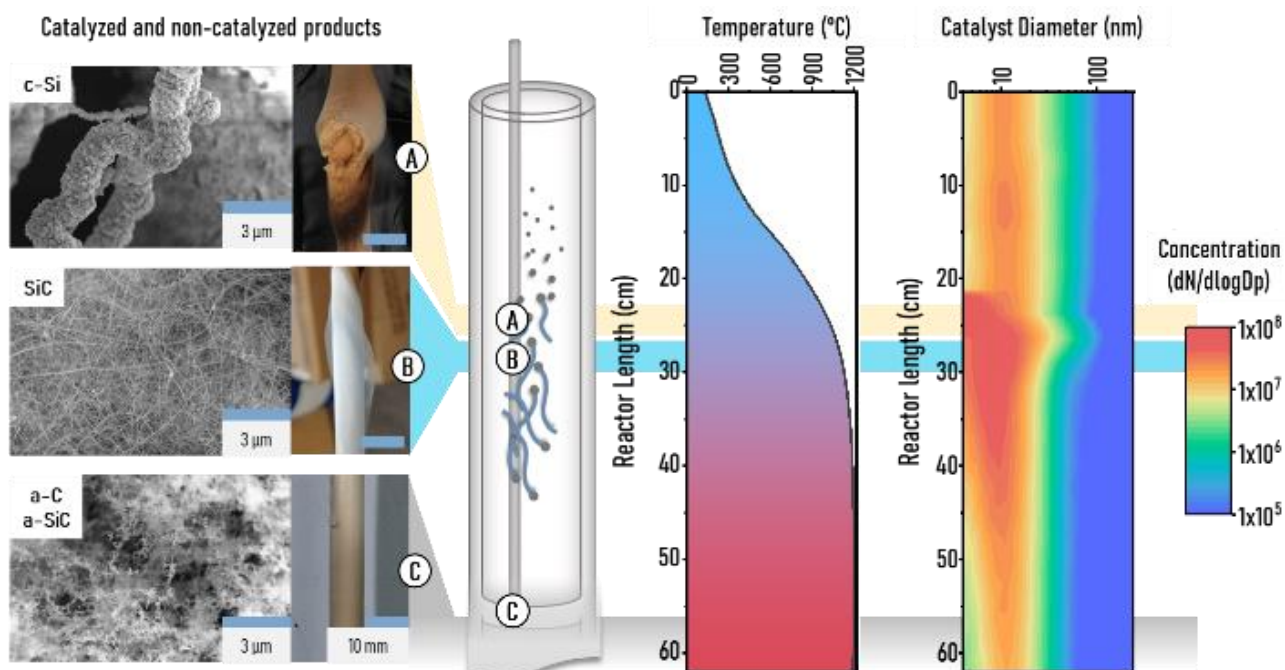 Catalyzed and non-catalyzed products
c-Si
3 µm
A
SiC
3 µm
B
a-C
a-SiC
3 µm
10 mm
C
A
B
C
Temperature (ºC)
0
300
600
900
1200
Reactor Length (cm)
0
10
20
30
40
50
60
Catalyst Diameter (nm)
10
100
Reactor length (cm)
0
10
20
30
40
50
60
Concentration
(dN/dlogDp)
1x10⁸
1x10⁷
1x10⁶
1x10⁵